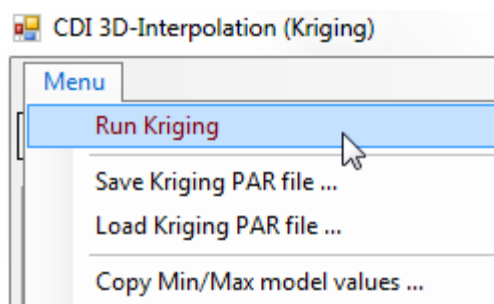 CDI 3D-Interpolation (Kriging)
Menu
Run Kriging
Save Kriging PAR file ...
Load Kriging PAR file ...
Copy Min/Max model values ...